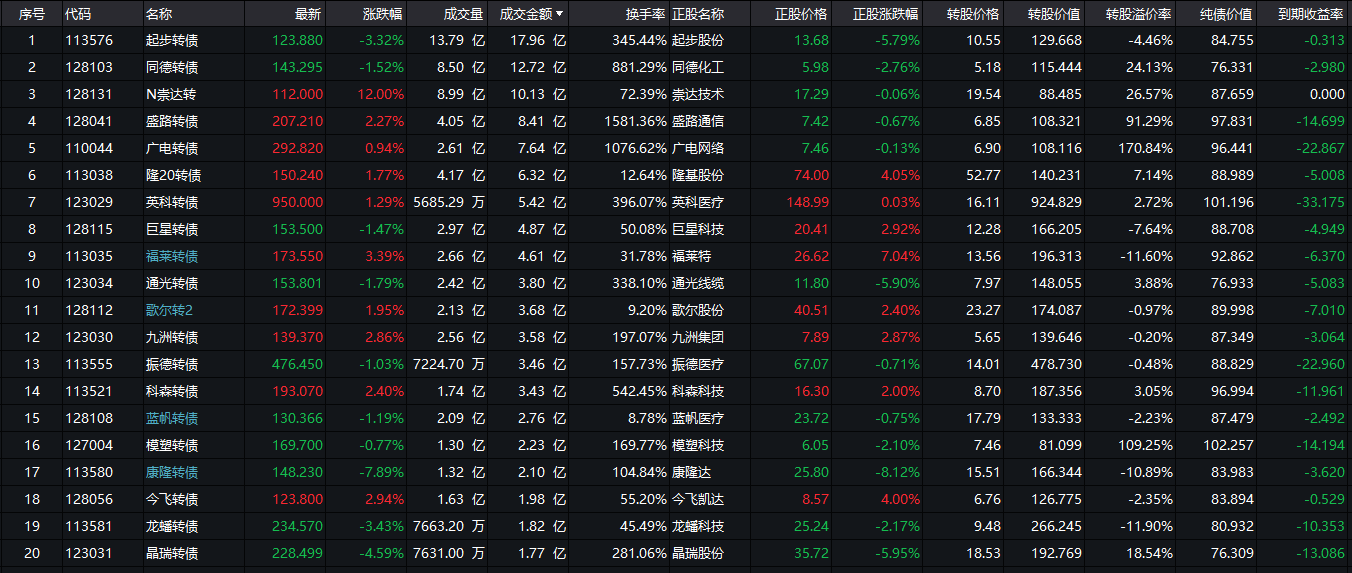 序号 代码 名称 最新 涨跌幅 成交量 成交金额▼ 换手率 正股名称 正股价格 正股涨跌幅 转股价格 转股价值 转股溢价率 纯债价值 到期收益率
1 113576 起步转债 123.880 -3.32% 13.79 亿 17.96 亿 345.44% 起步股份 13.68 -5.79% 10.55 129.668 -4.46% 84.755 -0.313
2 128103 同德转债 143.295 -1.52% 8.50 亿 12.72 亿 881.29% 同德化工 5.98 -2.76% 5.18 115.444 24.13% 76.331 -2.980
3 128131 N崇达转 112.000 12.00% 8.99 亿 10.13 亿 72.39% 崇达技术 17.29 -0.06% 19.54 88.485 26.57% 87.659 0.000
4 128041 盛路转债 207.210 2.27% 4.05 亿 8.41 亿 1581.36% 盛路通信 7.42 -0.67% 6.85 108.321 91.29% 97.831 -14.699
5 110044 广电转债 292.820 0.94% 2.61 亿 7.64 亿 1076.62% 广电网络 7.46 -0.13% 6.90 108.116 170.84% 96.441 -22.867
6 113038 隆20转债 150.240 1.77% 4.17 亿 6.32 亿 12.64% 隆基股份 74.00 4.05% 52.77 140.231 7.14% 88.989 -5.008
7 123029 英科转债 950.000 1.29% 5685.29 万 5.42 亿 396.07% 英科医疗 148.99 0.03% 16.11 924.829 2.72% 101.196 -33.175
8 128115 巨星转债 153.500 -1.47% 2.97 亿 4.87 亿 50.08% 巨星科技 20.41 2.92% 12.28 166.205 -7.64% 88.708 -4.949
9 113035 福莱转债 173.550 3.39% 2.66 亿 4.61 亿 31.78% 福莱特 26.62 7.04% 13.56 196.313 -11.60% 92.862 -6.370
10 123034 通光转债 153.801 -1.79% 2.42 亿 3.80 亿 338.10% 通光线缆 11.80 -5.90% 7.97 148.055 3.88% 76.933 -5.083
11 128112 歌尔转2 172.399 1.95% 2.13 亿 3.68 亿 9.20% 歌尔股份 40.51 2.40% 23.27 174.087 -0.97% 89.998 -7.010
12 123030 九洲转债 139.370 2.86% 2.56 亿 3.58 亿 197.07% 九洲集团 7.89 2.87% 5.65 139.646 -0.20% 87.349 -3.064
13 113555 振德转债 476.450 -1.03% 7224.70 万 3.46 亿 157.73% 振德医疗 67.07 -0.71% 14.01 478.730 -0.48% 88.829 -22.960
14 113521 科森转债 193.070 2.40% 1.74 亿 3.43 亿 542.45% 科森科技 16.30 2.00% 8.70 187.356 3.05% 96.994 -11.961
15 128108 蓝帆转债 130.366 -1.19% 2.09 亿 2.76 亿 8.78% 蓝帆医疗 23.72 -0.75% 17.79 133.333 -2.23% 87.479 -2.492
16 127004 模塑转债 169.700 -0.77% 1.30 亿 2.23 亿 169.77% 模塑科技 6.05 -2.10% 7.46 81.099 109.25% 102.257 -14.194
17 113580 康隆转债 148.230 -7.89% 1.32 亿 2.10 亿 104.84% 康隆达 25.80 -8.12% 15.51 166.344 -10.89% 83.983 -3.620
18 128056 今飞转债 123.800 2.94% 1.63 亿 1.98 亿 55.20% 今飞凯达 8.57 4.00% 6.76 126.775 -2.35% 83.894 -0.529
19 113581 龙蟠转债 234.570 -3.43% 7663.20 万 1.82 亿 45.49% 龙蟠科技 25.24 -2.17% 9.48 266.245 -11.90% 80.932 -10.353
20 123031 晶瑞转债 228.499 -4.59% 7631.00 万 1.77 亿 281.06% 晶瑞股份 35.72 -5.95% 18.53 192.769 18.54% 76.309 -13.086